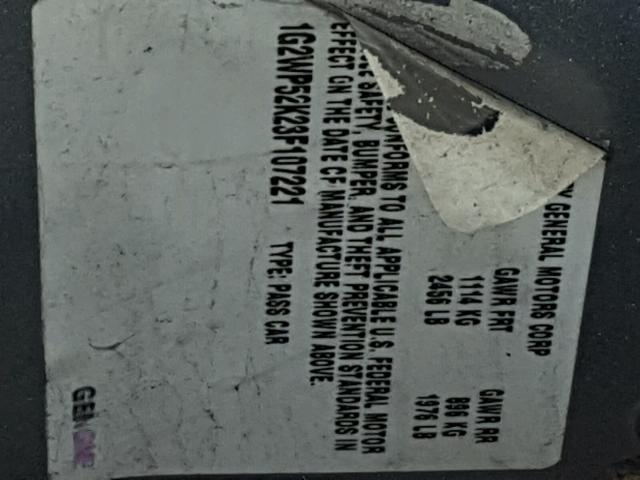 GENERAL MOTORS CORP
GAWR FRT GAWR RR
1114 KG 896 KG
2456 LB 1976 LB
CONFORMS TO ALL APPLICABLE U.S. FEDERAL MOTOR
SAFETY, BUMPER, AND THEFT PREVENTION STANDARDS IN
EFFECT ON THE DATE OF MANUFACTURE SHOWN ABOVE.
1G2WP52K23F107221 TYPE: PASS CAR